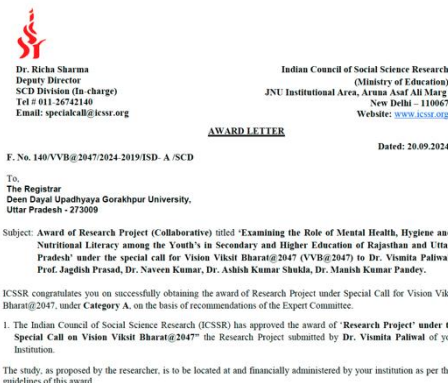 Dr. Richa Sharma
Deputy Director
SCD Division (In-charge)
Tel # 011-26742140
Email: specialcall@icssr.org
Indian Council of Social Science Research
(Ministry of Education)
JNU Institutional Area, Aruna Asaf Ali Marg
New Delhi – 110067
Website: www.icssr.org
AWARD LETTER
Dated: 20.09.2024
F. No. 140/VVB@2047/2024-2019/ISD- A /SCD
To,
The Registrar
Deen Dayal Upadhyaya Gorakhpur University,
Uttar Pradesh - 273009
Subject: Award of Research Project (Collaborative) titled ‘Examining the Role of Mental Health, Hygiene an
Nutritional Literacy among the Youth’s in Secondary and Higher Education of Rajasthan and Utta
Pradesh’ under the special call for Vision Viksit Bharat@2047 (VVB@2047) to Dr. Vismita Paliwa
Prof. Jagdish Prasad, Dr. Naveen Kumar, Dr. Ashish Kumar Shukla, Dr. Manish Kumar Pandey.
ICSSR congratulates you on successfully obtaining the award of Research Project under Special Call for Vision Vik
Bharat@2047, under Category A, on the basis of recommendations of the Expert Committee.
1. The Indian Council of Social Science Research (ICSSR) has approved the award of ‘Research Project’ under t
Special Call on Vision Viksit Bharat@2047” the Research Project submitted by Dr. Vismita Paliwal of yo
Institution.
The study, as proposed by the researcher, is to be located at and financially administered by your institution as per th
guidelines of this award.